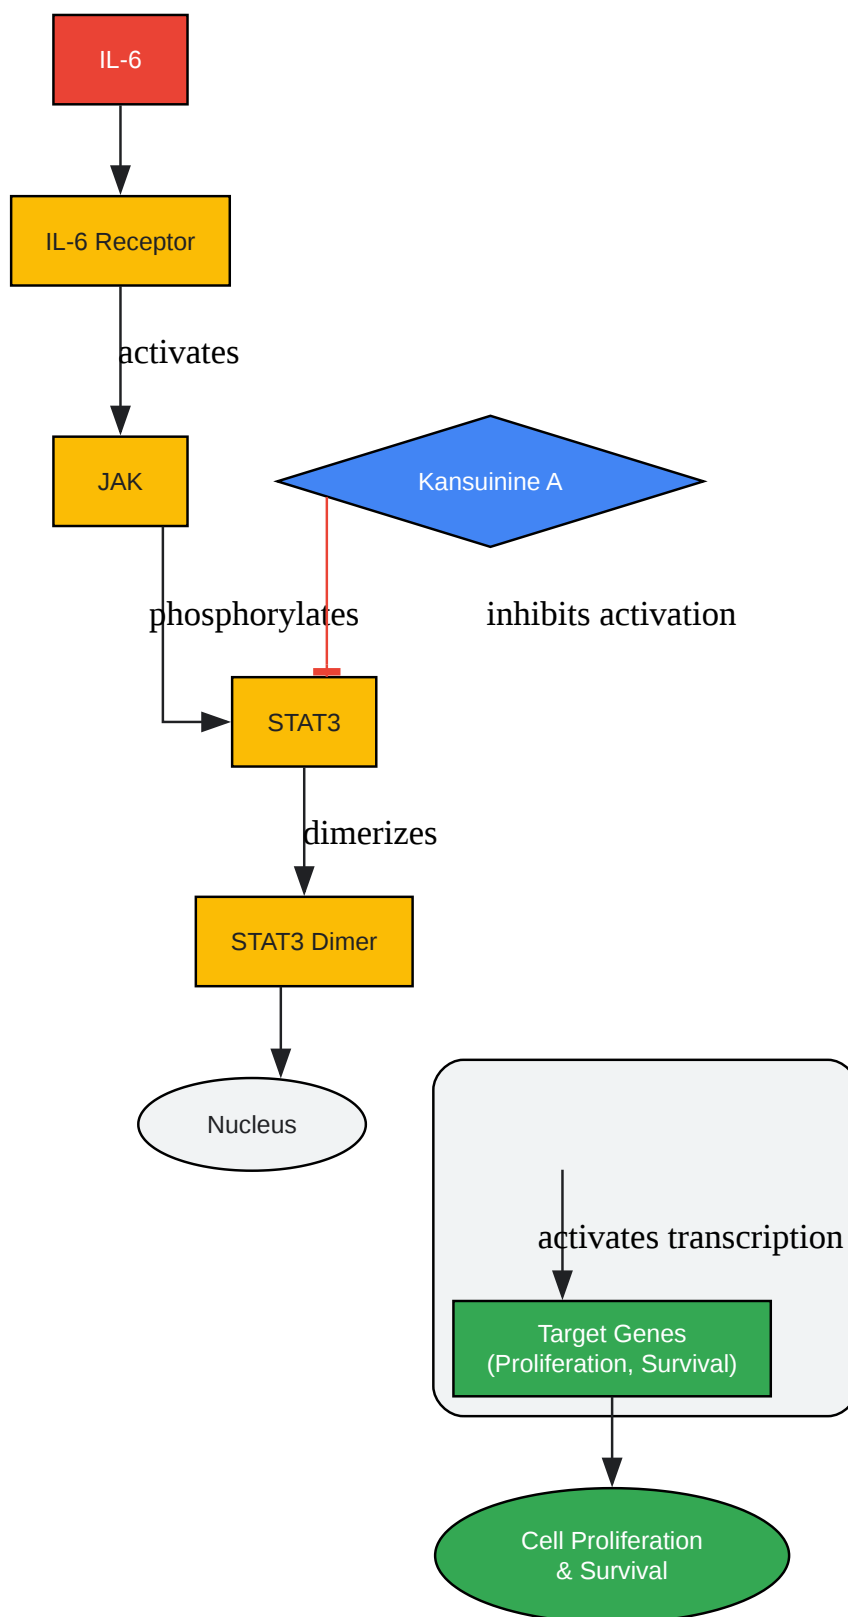 IL-6
IL-6 Receptor
activates
JAK
Kansuinine A
phosphorylates
inhibits activation
STAT3
dimerizes
STAT3 Dimer
Nucleus
activates transcription
Target Genes
(Proliferation, Survival)
Cell Proliferation
& Survival